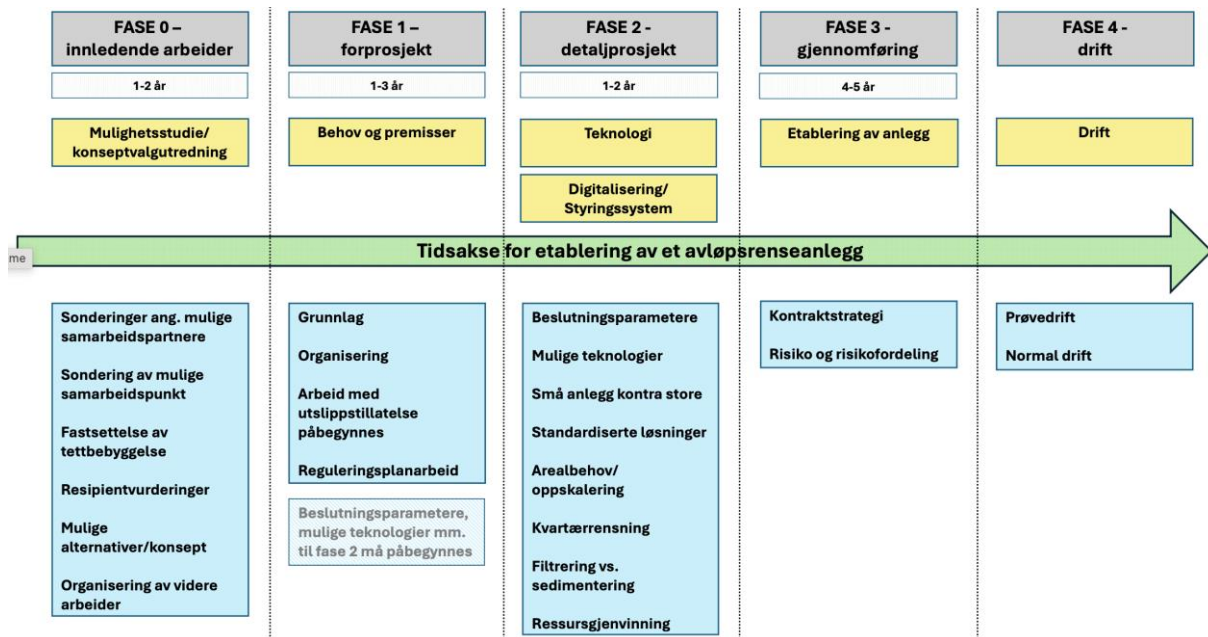 FASE 0 –
innledende arbeider
FASE 1 –
forprosjekt
FASE 2 -
detaljprosjekt
FASE 3 -
gjennomføring
FASE 4 -
drift
1-2 år
1-3 år
1-2 år
4-5 år
Mulighetsstudie/
konseptvalgutredning
Behov og premisser
Teknologi
Etablering av anlegg
Drift
Digitalisering/
Styringssystem
Tidsakse for etablering av et avløpsrenseanlegg
me
Sonderinger ang. mulige
samarbeidspartnere
Sondering av mulige
samarbeidspunkt
Fastsettelse av
tettbebyggelse
Resipientvurderinger
Mulige
alternativer/konsept
Organisering av videre
arbeider
Grunnlag
Organisering
Arbeid med
utslippstillatelse
påbegynnes
Reguleringsplanarbeid
Beslutningsparametere,
mulige teknologier mm.
til fase 2 må påbegynnes
Beslutningsparametere
Mulige teknologier
Små anlegg kontra store
Standardiserte løsninger
Arealbehov/
oppskalering
Kvartærrensning
Filtrering vs.
sedimentering
Ressursgjenvinning
Kontraktstrategi
Risiko og risikofordeling
Prøvedrift
Normal drift